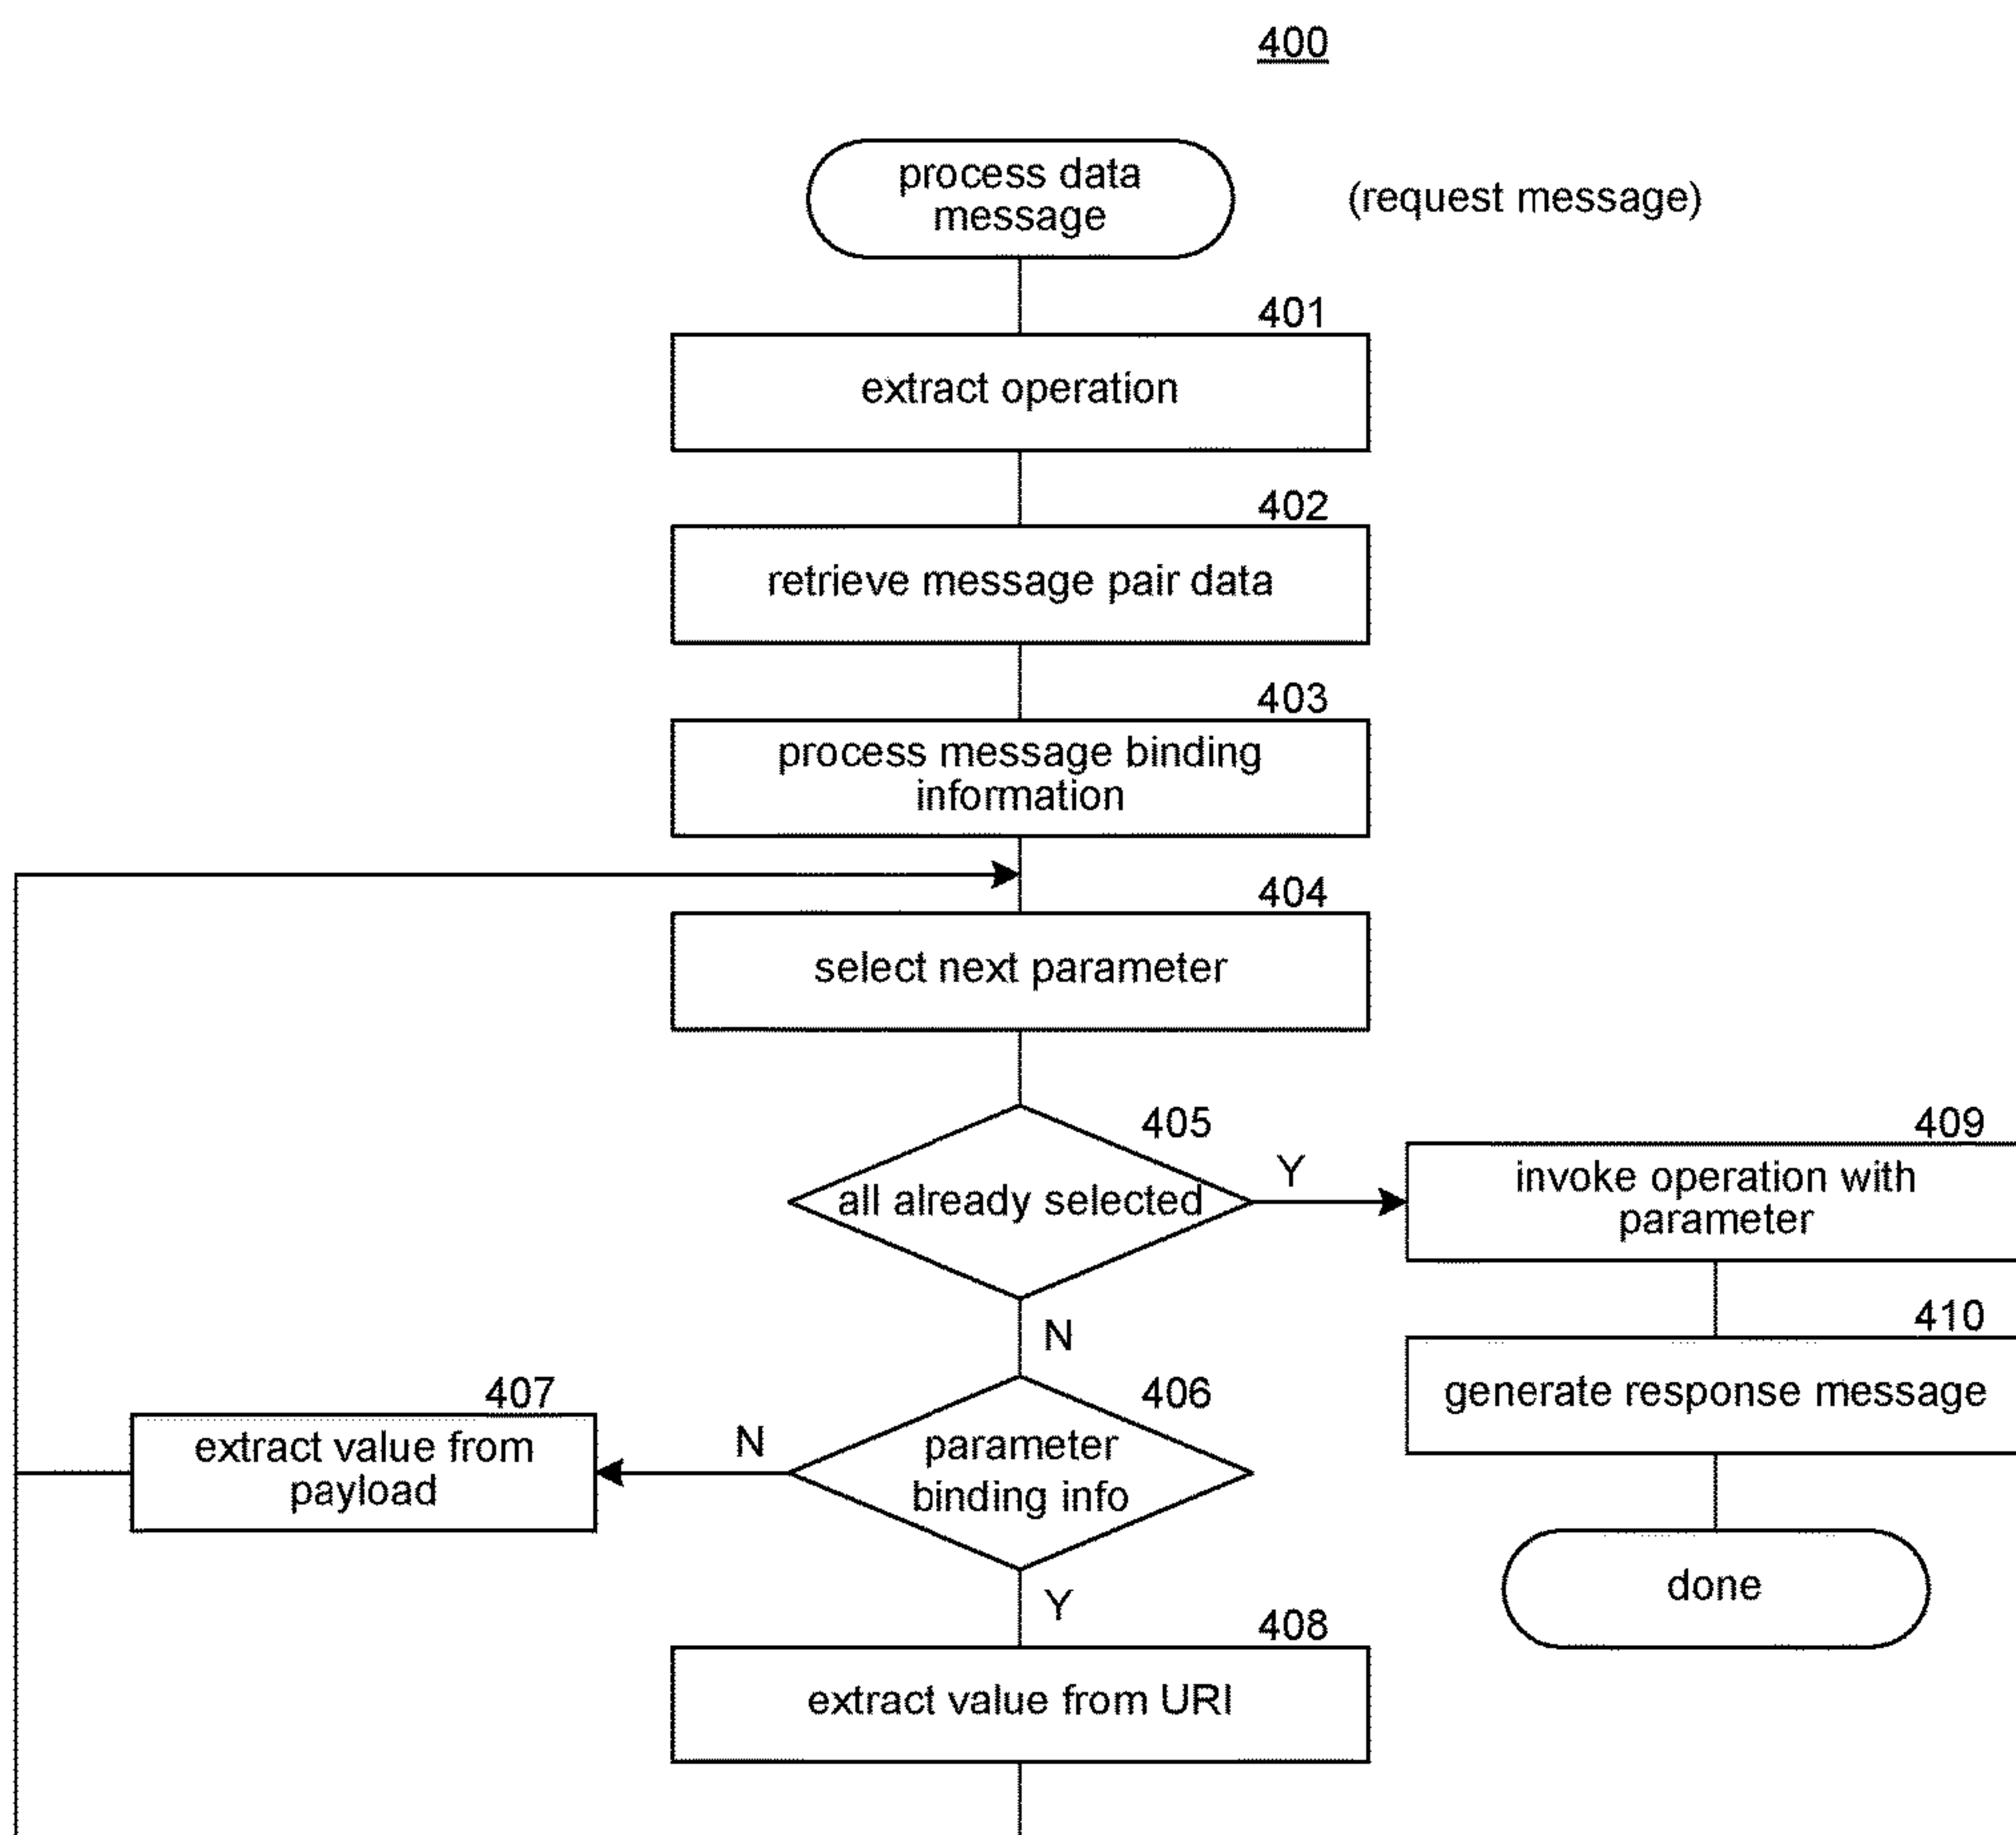 400
process data
message
(request message)
401
extract operation
402
retrieve message pair data
403
process message binding
information
404
select next parameter
405
all already selected
Y
409
invoke operation with
parameter
N
410
generate response message
406
parameter
binding info
N
407
extract value from
payload
Y
done
408
extract value from URI